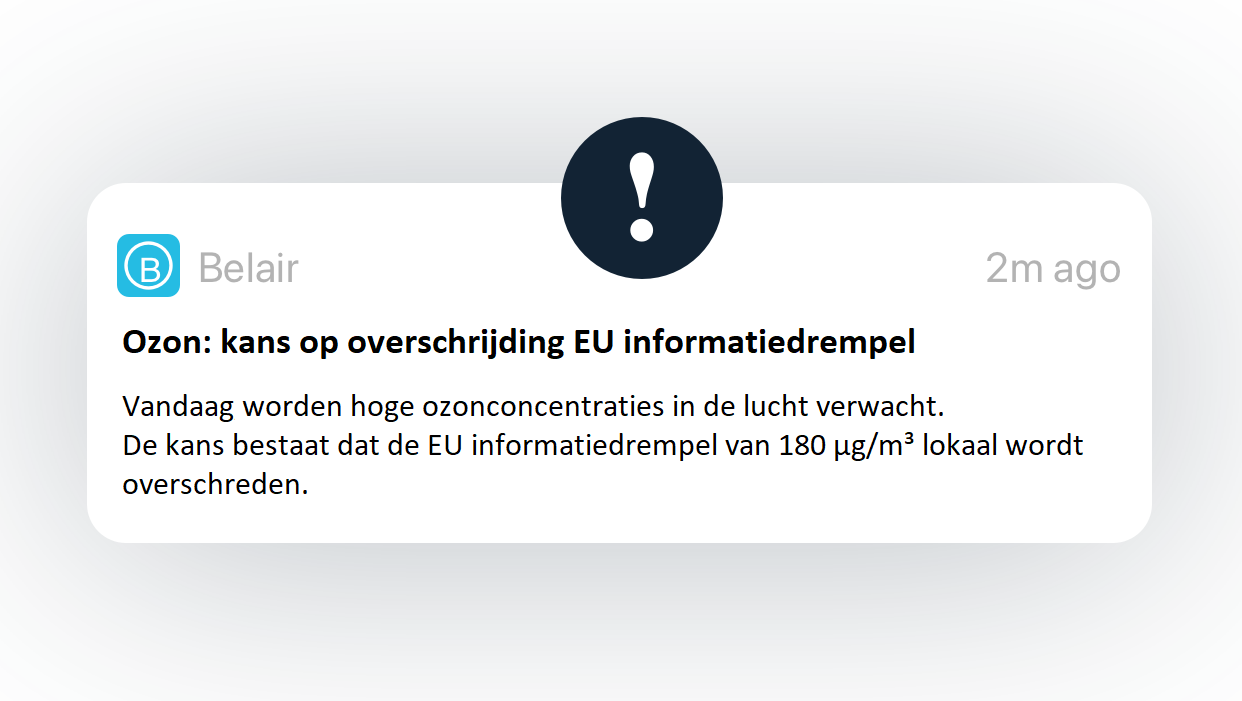 !
B Belair 2m ago
Ozon: kans op overschrijding EU informatiedrempel
Vandaag worden hoge ozonconcentraties in de lucht verwacht.
De kans bestaat dat de EU informatiedrempel van 180 µg/m³ lokaal wordt
overschreden.